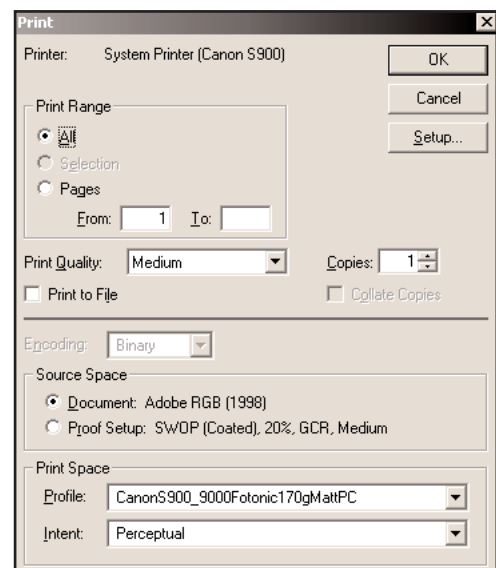 Print
Printer: System Printer (Canon S900)
OK
Cancel
Setup...
Print Range
All
Selection
Pages
From: 1 To:
Print Quality: Medium
Copies: 1
Print to File
Collate Copies
Encoding: Binary
Source Space
Document: Adobe RGB (1998)
Proof Setup: SWOP (Coated), 20%, GCR, Medium
Print Space
Profile: CanonS900_9000Fotonic170gMattPC
Intent: Perceptual